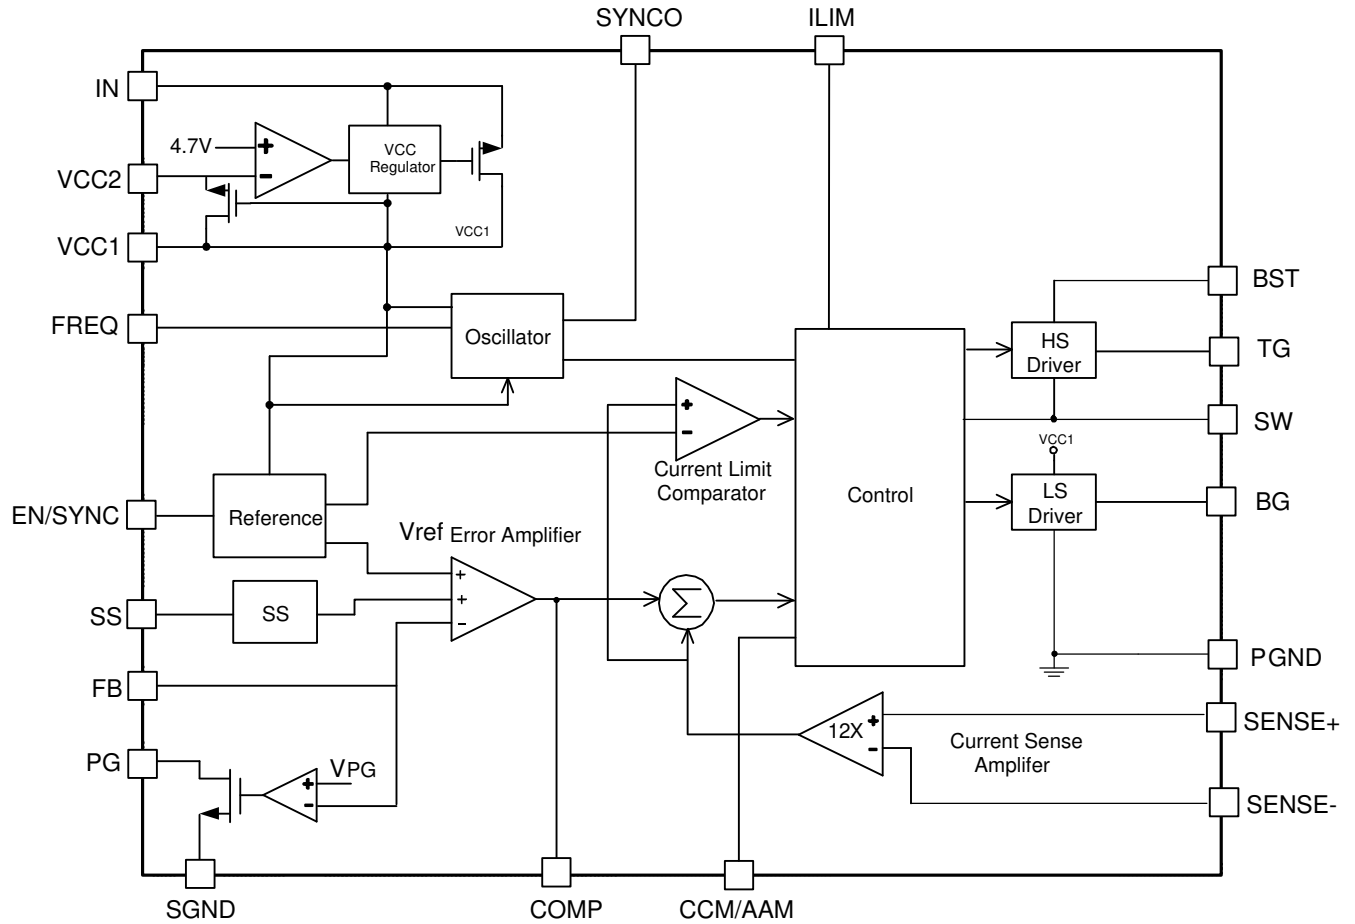 SYNCO
ILIM
IN
4.7V
+
-
VCC
Regulator
VCC2
VCC1
VCC1
FREQ
Oscillator
BST
HS
Driver
TG
SW
+
-
Current Limit
Comparator
Control
VCC1
LS
Driver
BG
EN/SYNC
Reference
Vref Error Amplifier
+
+
-
SS
SS
Σ
FB
PGND
PG
VPG
+
-
12X
+
-
Current Sense
Amplifer
SENSE+
SENSE-
SGND
COMP
CCM/AAM